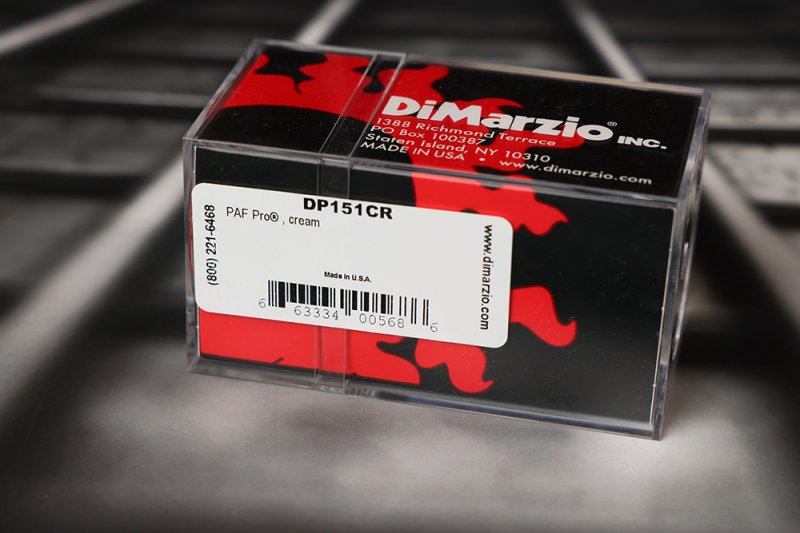 DiMarzio® INC.
1388 Richmond Terrace
PO Box 100387
Staten Island, NY 10310
MADE IN USA • www.dimarzio.com
DP151CR
PAF Pro® , cream
(800) 221-6468
www.dimarzio.com
Made in U.S.A.
6 63334 00568 6